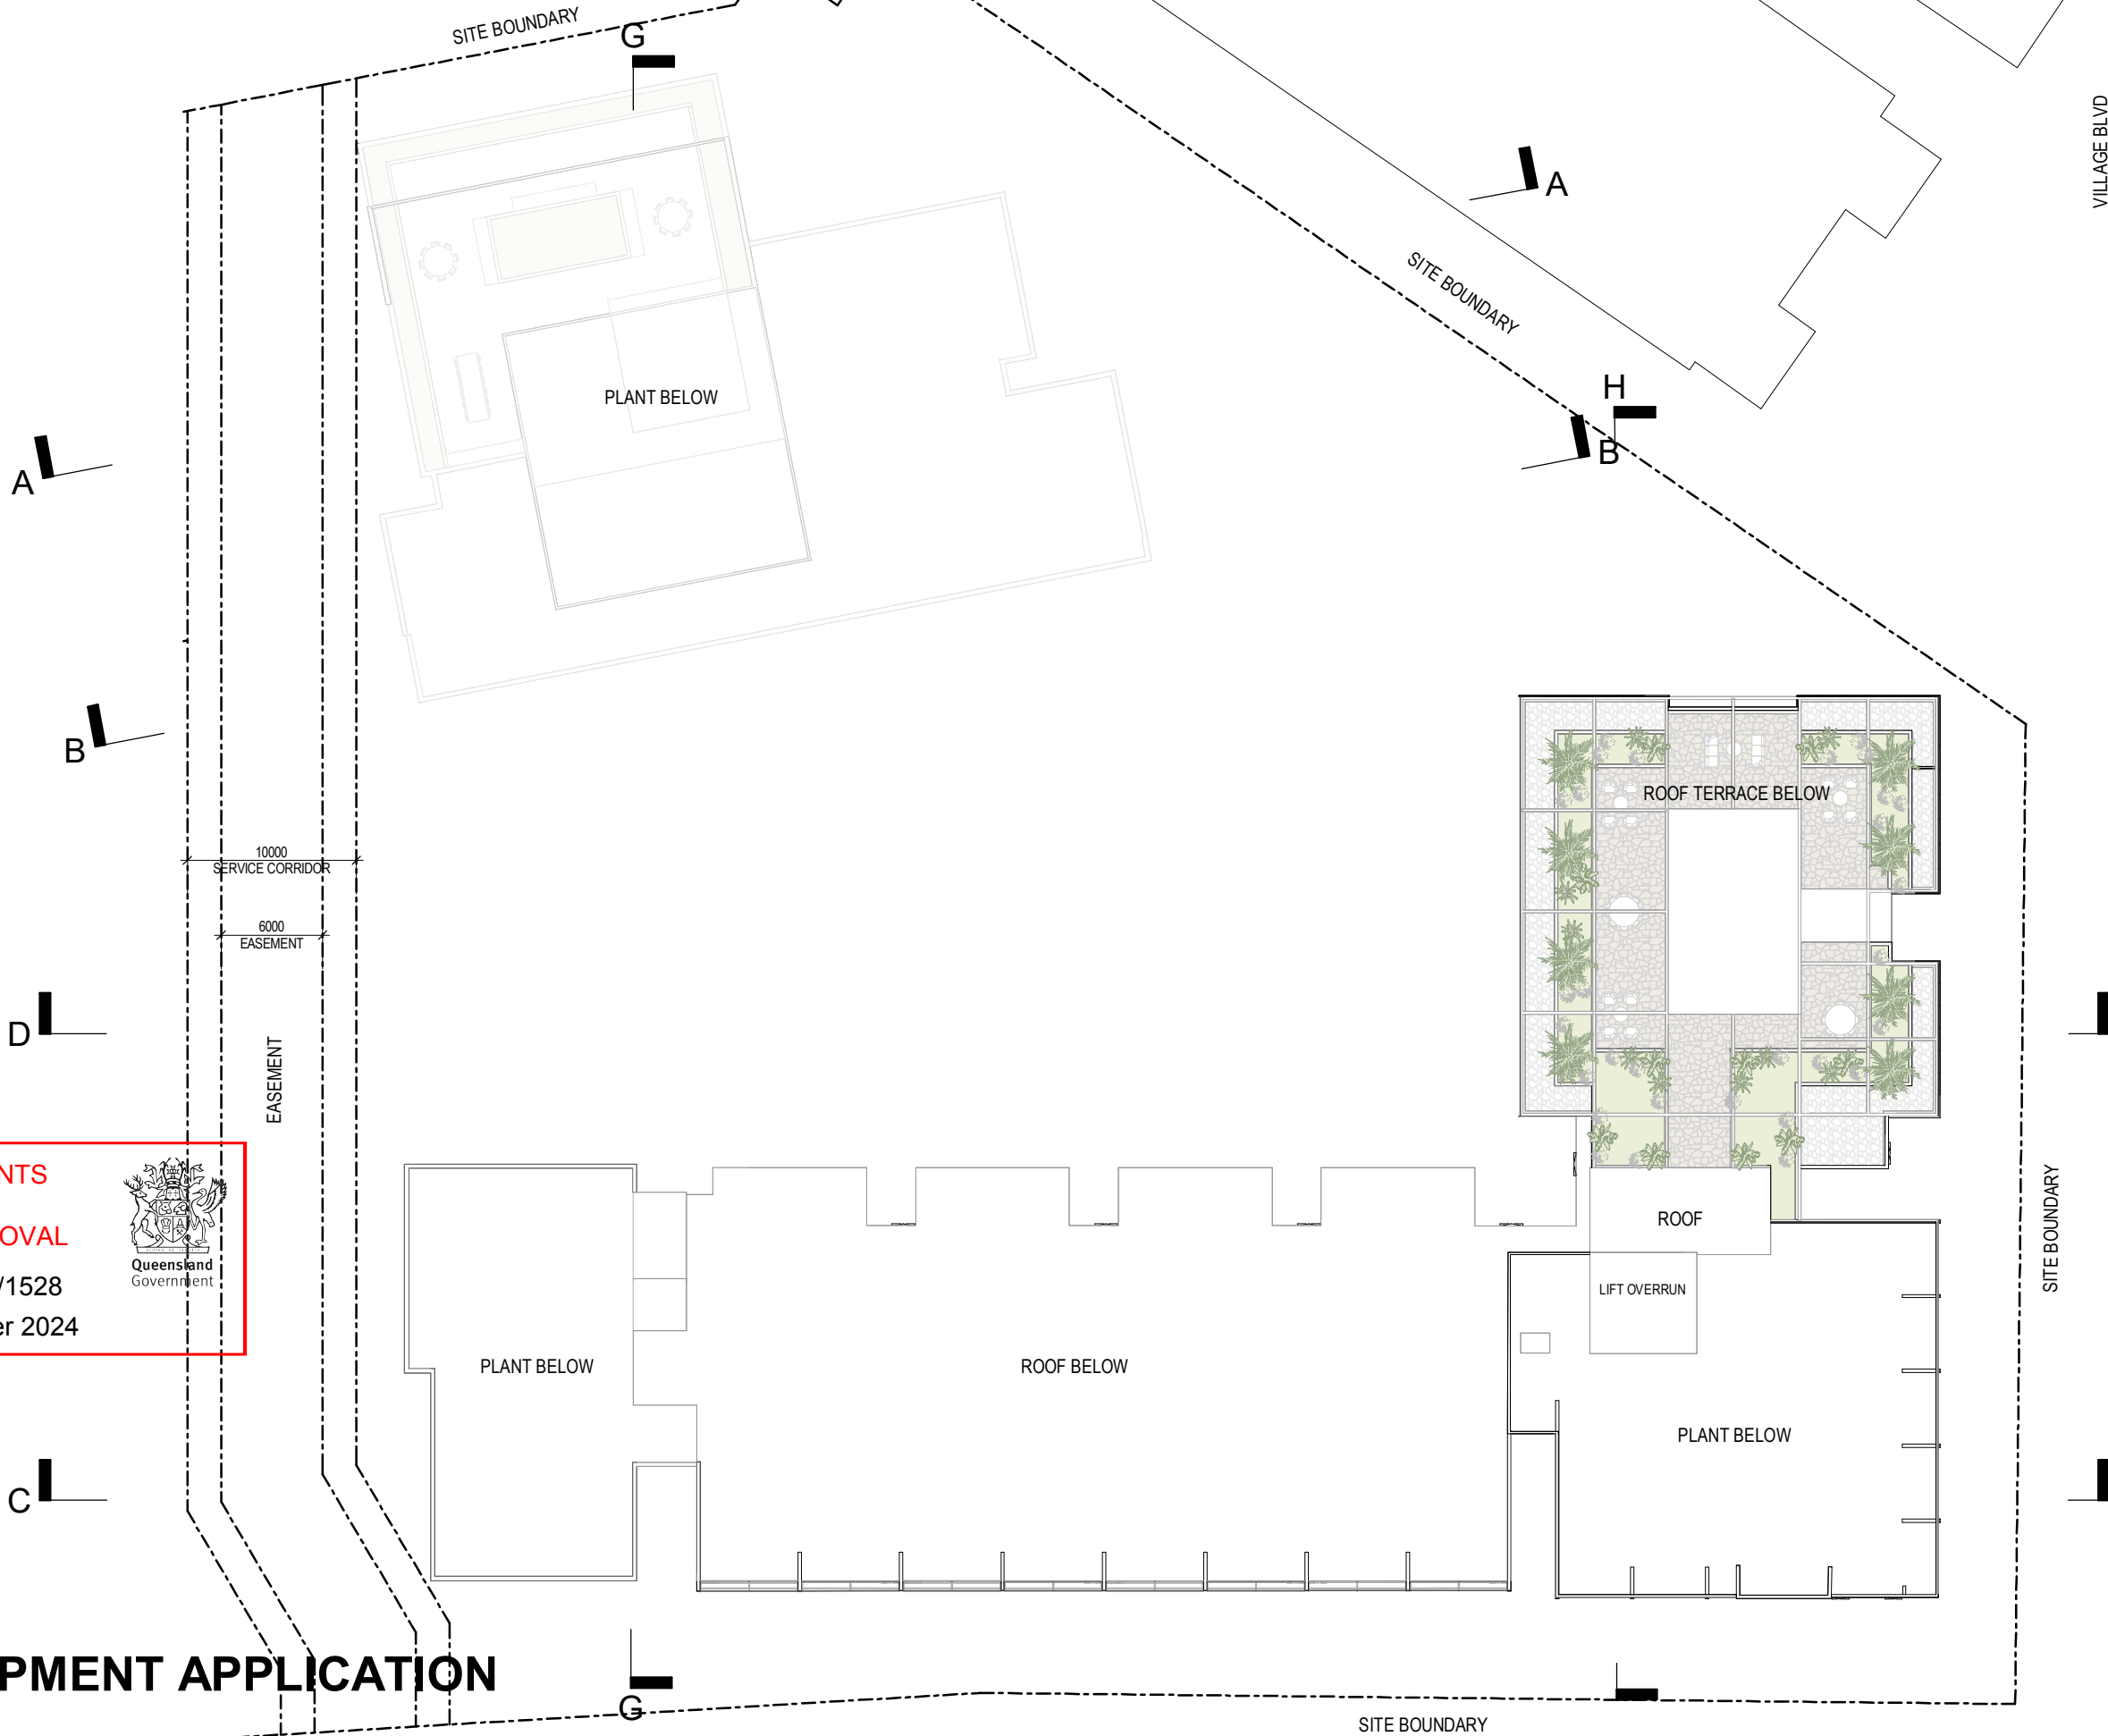 SITE BOUNDARY
G
VILLAGE BLVD
A
SITE BOUNDARY
H
B
PLANT BELOW
A
B
ROOF TERRACE BELOW
10000
SERVICE CORRIDOR
6000
EASEMENT
D
EASEMENT
NTS
OVAL
/1528
er 2024
Queensland
Government
SITE BOUNDARY
ROOF
LIFT OVERRUN
PLANT BELOW
ROOF BELOW
PLANT BELOW
C
PMENT APPLICATION
G
SITE BOUNDARY